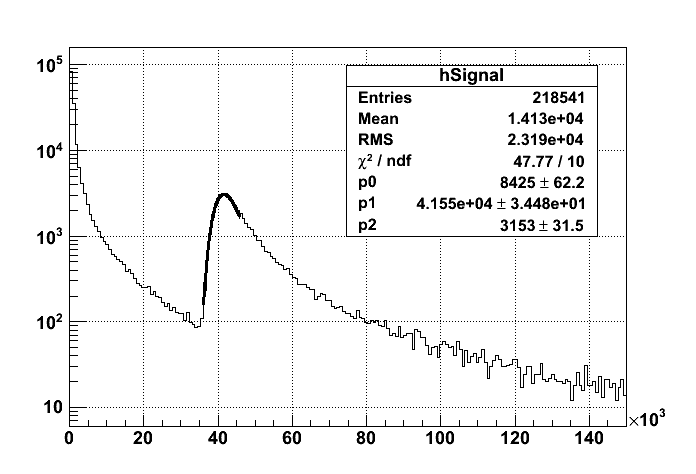 hSignal
Entries 218541
Mean 1.413e+04
RMS 2.319e+04
χ² / ndf 47.77 / 10
p0 8425 ± 62.2
p1 4.155e+04 ± 3.448e+01
p2 3153 ± 31.5
10⁵
10⁴
10³
10²
10
0 20 40 60 80 100 120 140 ×10³